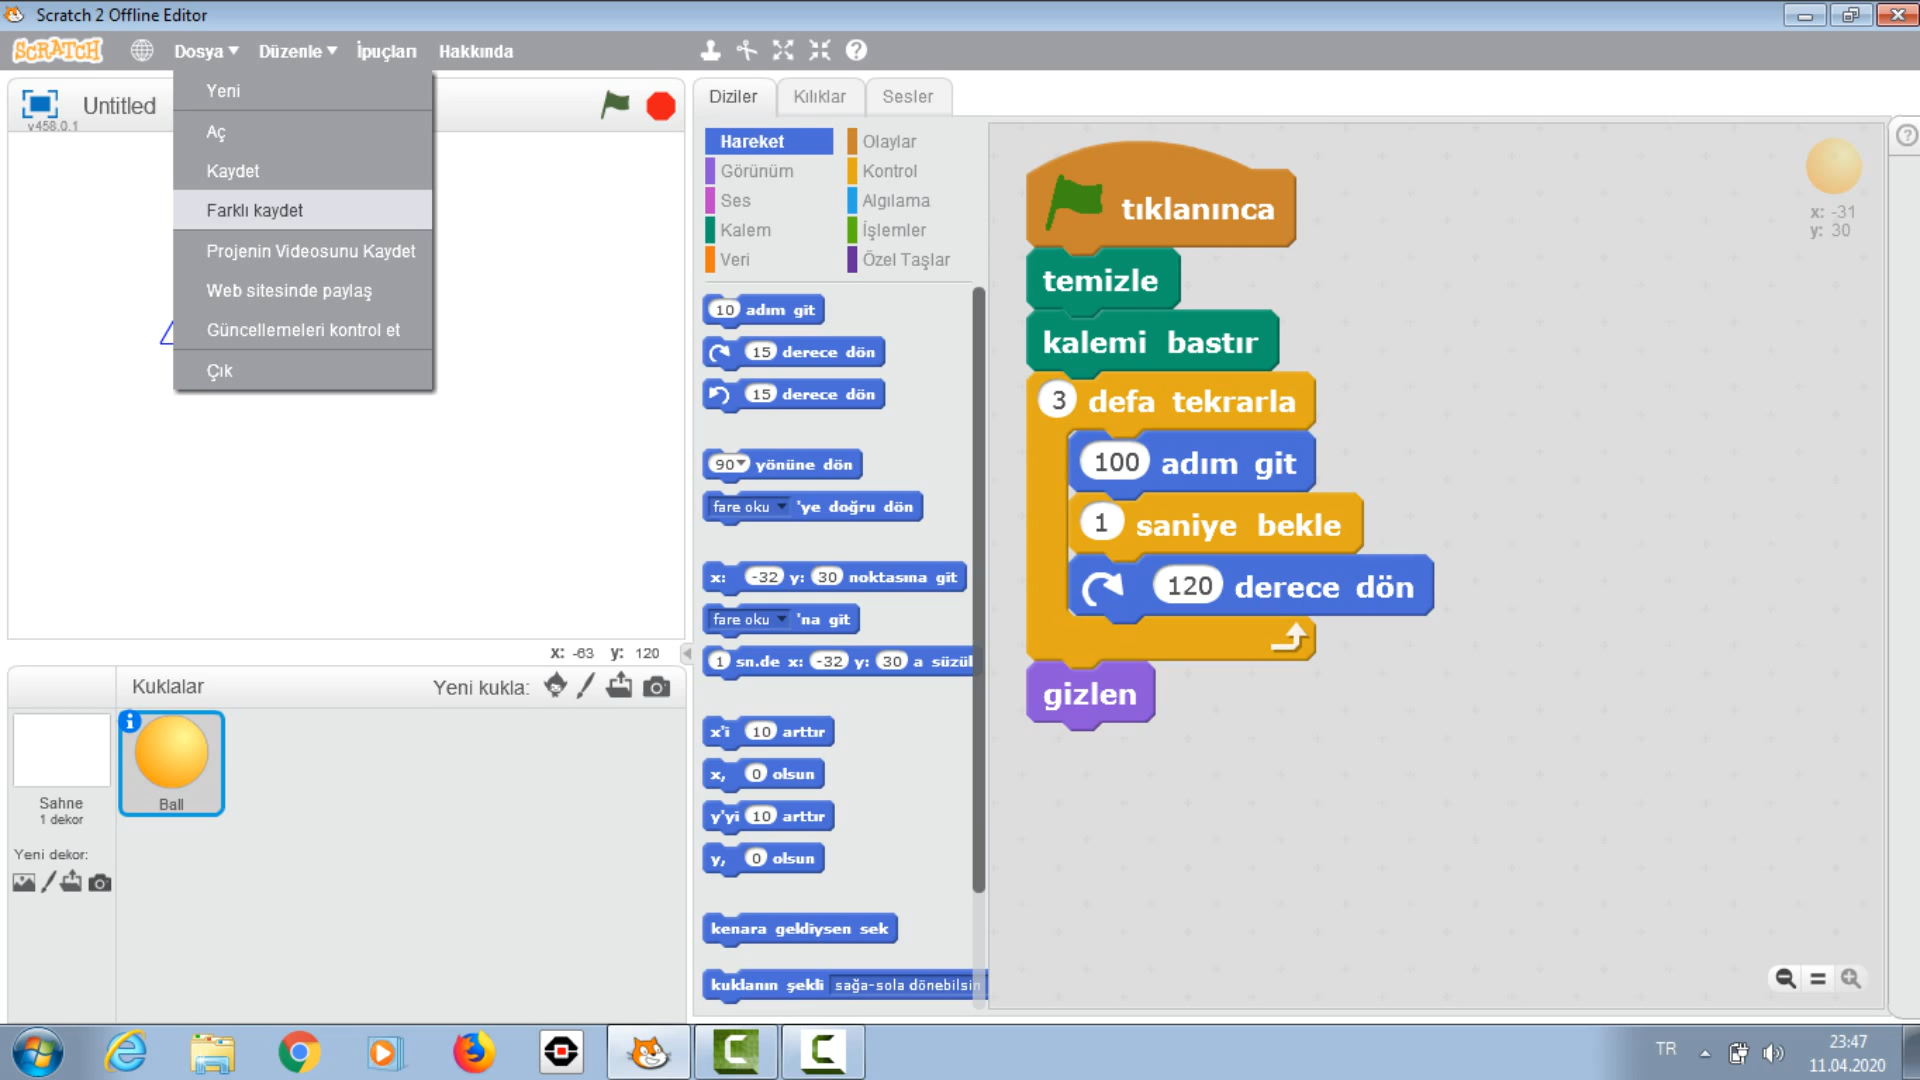 Scratch 2 Offline Editor
SCRATCH
Dosya
Düzenle
İpuçları
Hakkında
Yeni
Aç
Kaydet
Farklı kaydet
Projenin Videosunu Kaydet
Web sitesinde paylaş
Güncellemeleri kontrol et
Çık
Untitled
v458.0.1
x: -63 y: 120
Kuklalar
Yeni kukla:
Ball
Sahne
1 dekor
Yeni dekor:
Diziler
Kılıklar
Sesler
Hareket
Görünüm
Ses
Kalem
Veri
Olaylar
Kontrol
Algılama
İşlemler
Özel Taşlar
10 adım git
15 derece dön
15 derece dön
90 yönüne dön
fare oku 'ye doğru dön
x: -32 y: 30 noktasına git
fare oku 'na git
1 sn.de x: -32 y: 30 a süzül
x'i 10 arttır
x, 0 olsun
y'yi 10 arttır
y, 0 olsun
kenara geldiysen sek
kuklanın şekli sağa-sola dönebilsin
tıklanınca
temizle
kalemi bastır
3 defa tekrarla
100 adım git
1 saniye bekle
120 derece dön
gizlen
x: -31
y: 30
TR
23:47
11.04.2020